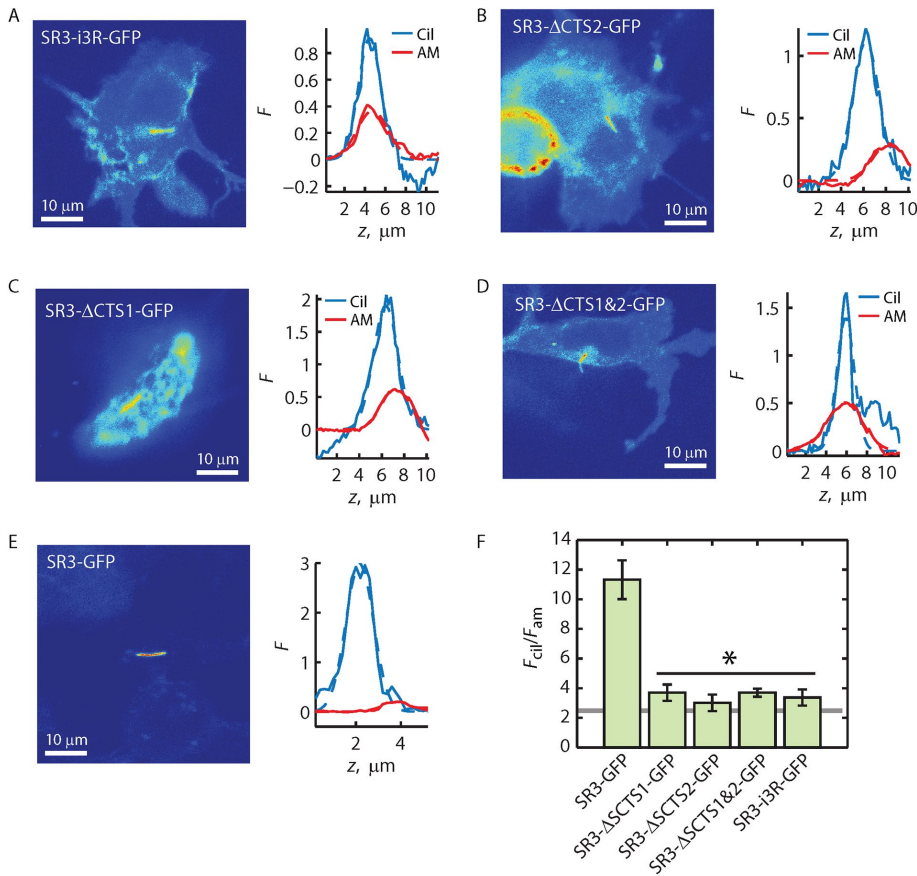 A
SR3-i3R-GFP
10 μm
Cil
AM
F
0.8
0.6
0.4
0.2
0
−0.2
2 4 6 8 10
z, μm
B
SR3-ΔCTS2-GFP
10 μm
Cil
AM
F
1
0.5
0
2 4 6 8 10
z, μm
C
SR3-ΔCTS1-GFP
10 μm
Cil
AM
F
2
1.5
1
0.5
0
2 4 6 8 10
z, μm
D
SR3-ΔCTS1&2-GFP
10 μm
Cil
AM
F
1.5
1
0.5
0
2 4 6 8 10
z, μm
E
SR3-GFP
10 μm
F
3
2
1
0
2 4
z, μm
F
Fcil/Fam
14
12
10
8
6
4
2
0
*
SR3-GFP
SR3-ΔSCTS1-GFP
SR3-ΔSCTS2-GFP
SR3-ΔSCTS1&2-GFP
SR3-i3R-GFP